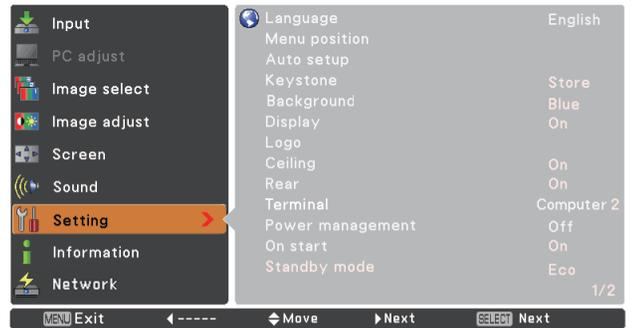 Input
PC adjust
Image select
Image adjust
Screen
Sound
Setting
Information
Network
Language English
Menu position
Auto setup
Keystone Store
Background Blue
Display On
Logo
Ceiling On
Rear On
Terminal Computer 2
Power management Off
On start On
Standby mode Eco
1/2
MENU Exit ◀----- ◆Move ▶Next SELECT Next